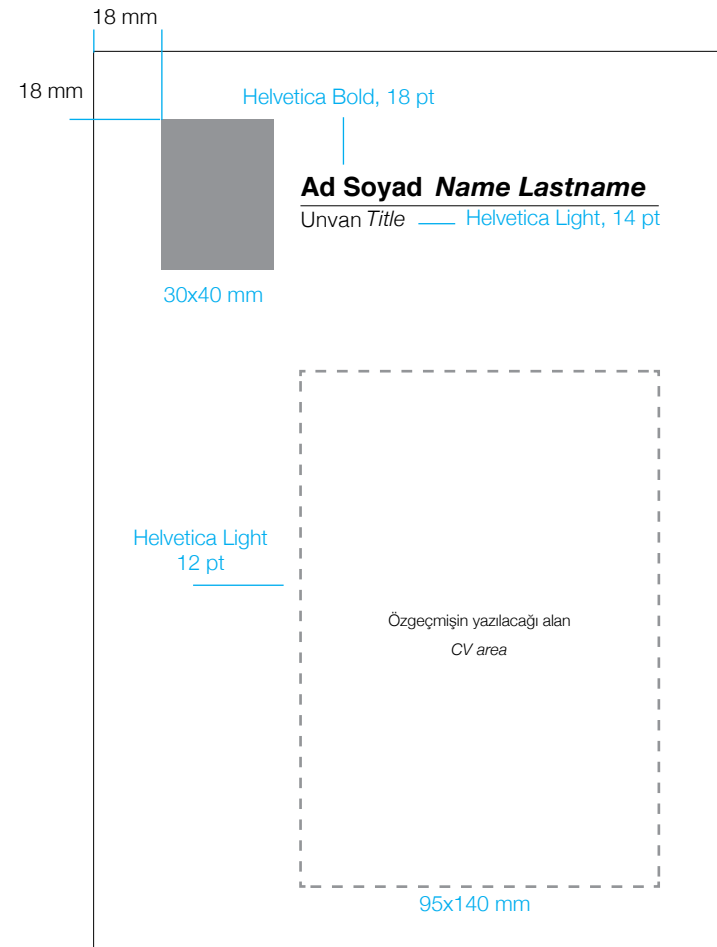 18 mm
18 mm
Helvetica Bold, 18 pt
Ad Soyad Name Lastname
Unvan Title Helvetica Light, 14 pt
30x40 mm
Helvetica Light
12 pt
Özgeçmişin yazılacağı alan
CV area
95x140 mm